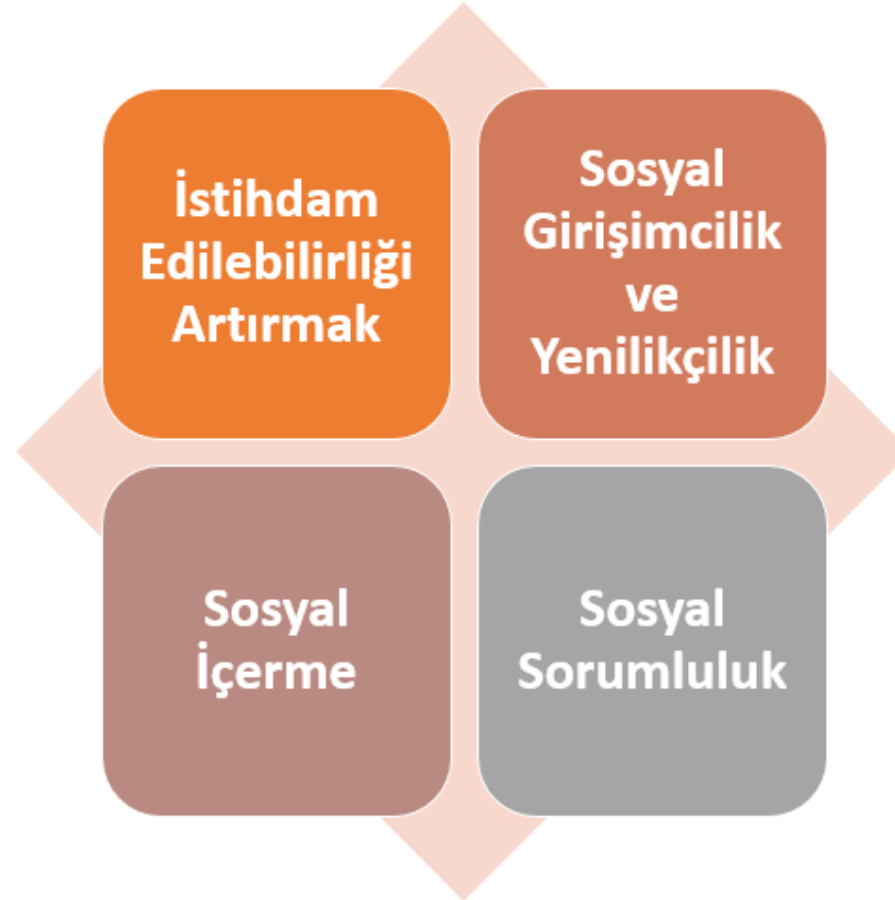 İstihdam
Edilebilirliği
Artırmak
Sosyal
Girişimcilik
ve
Yenilikçilik
Sosyal
İçerme
Sosyal
Sorumluluk